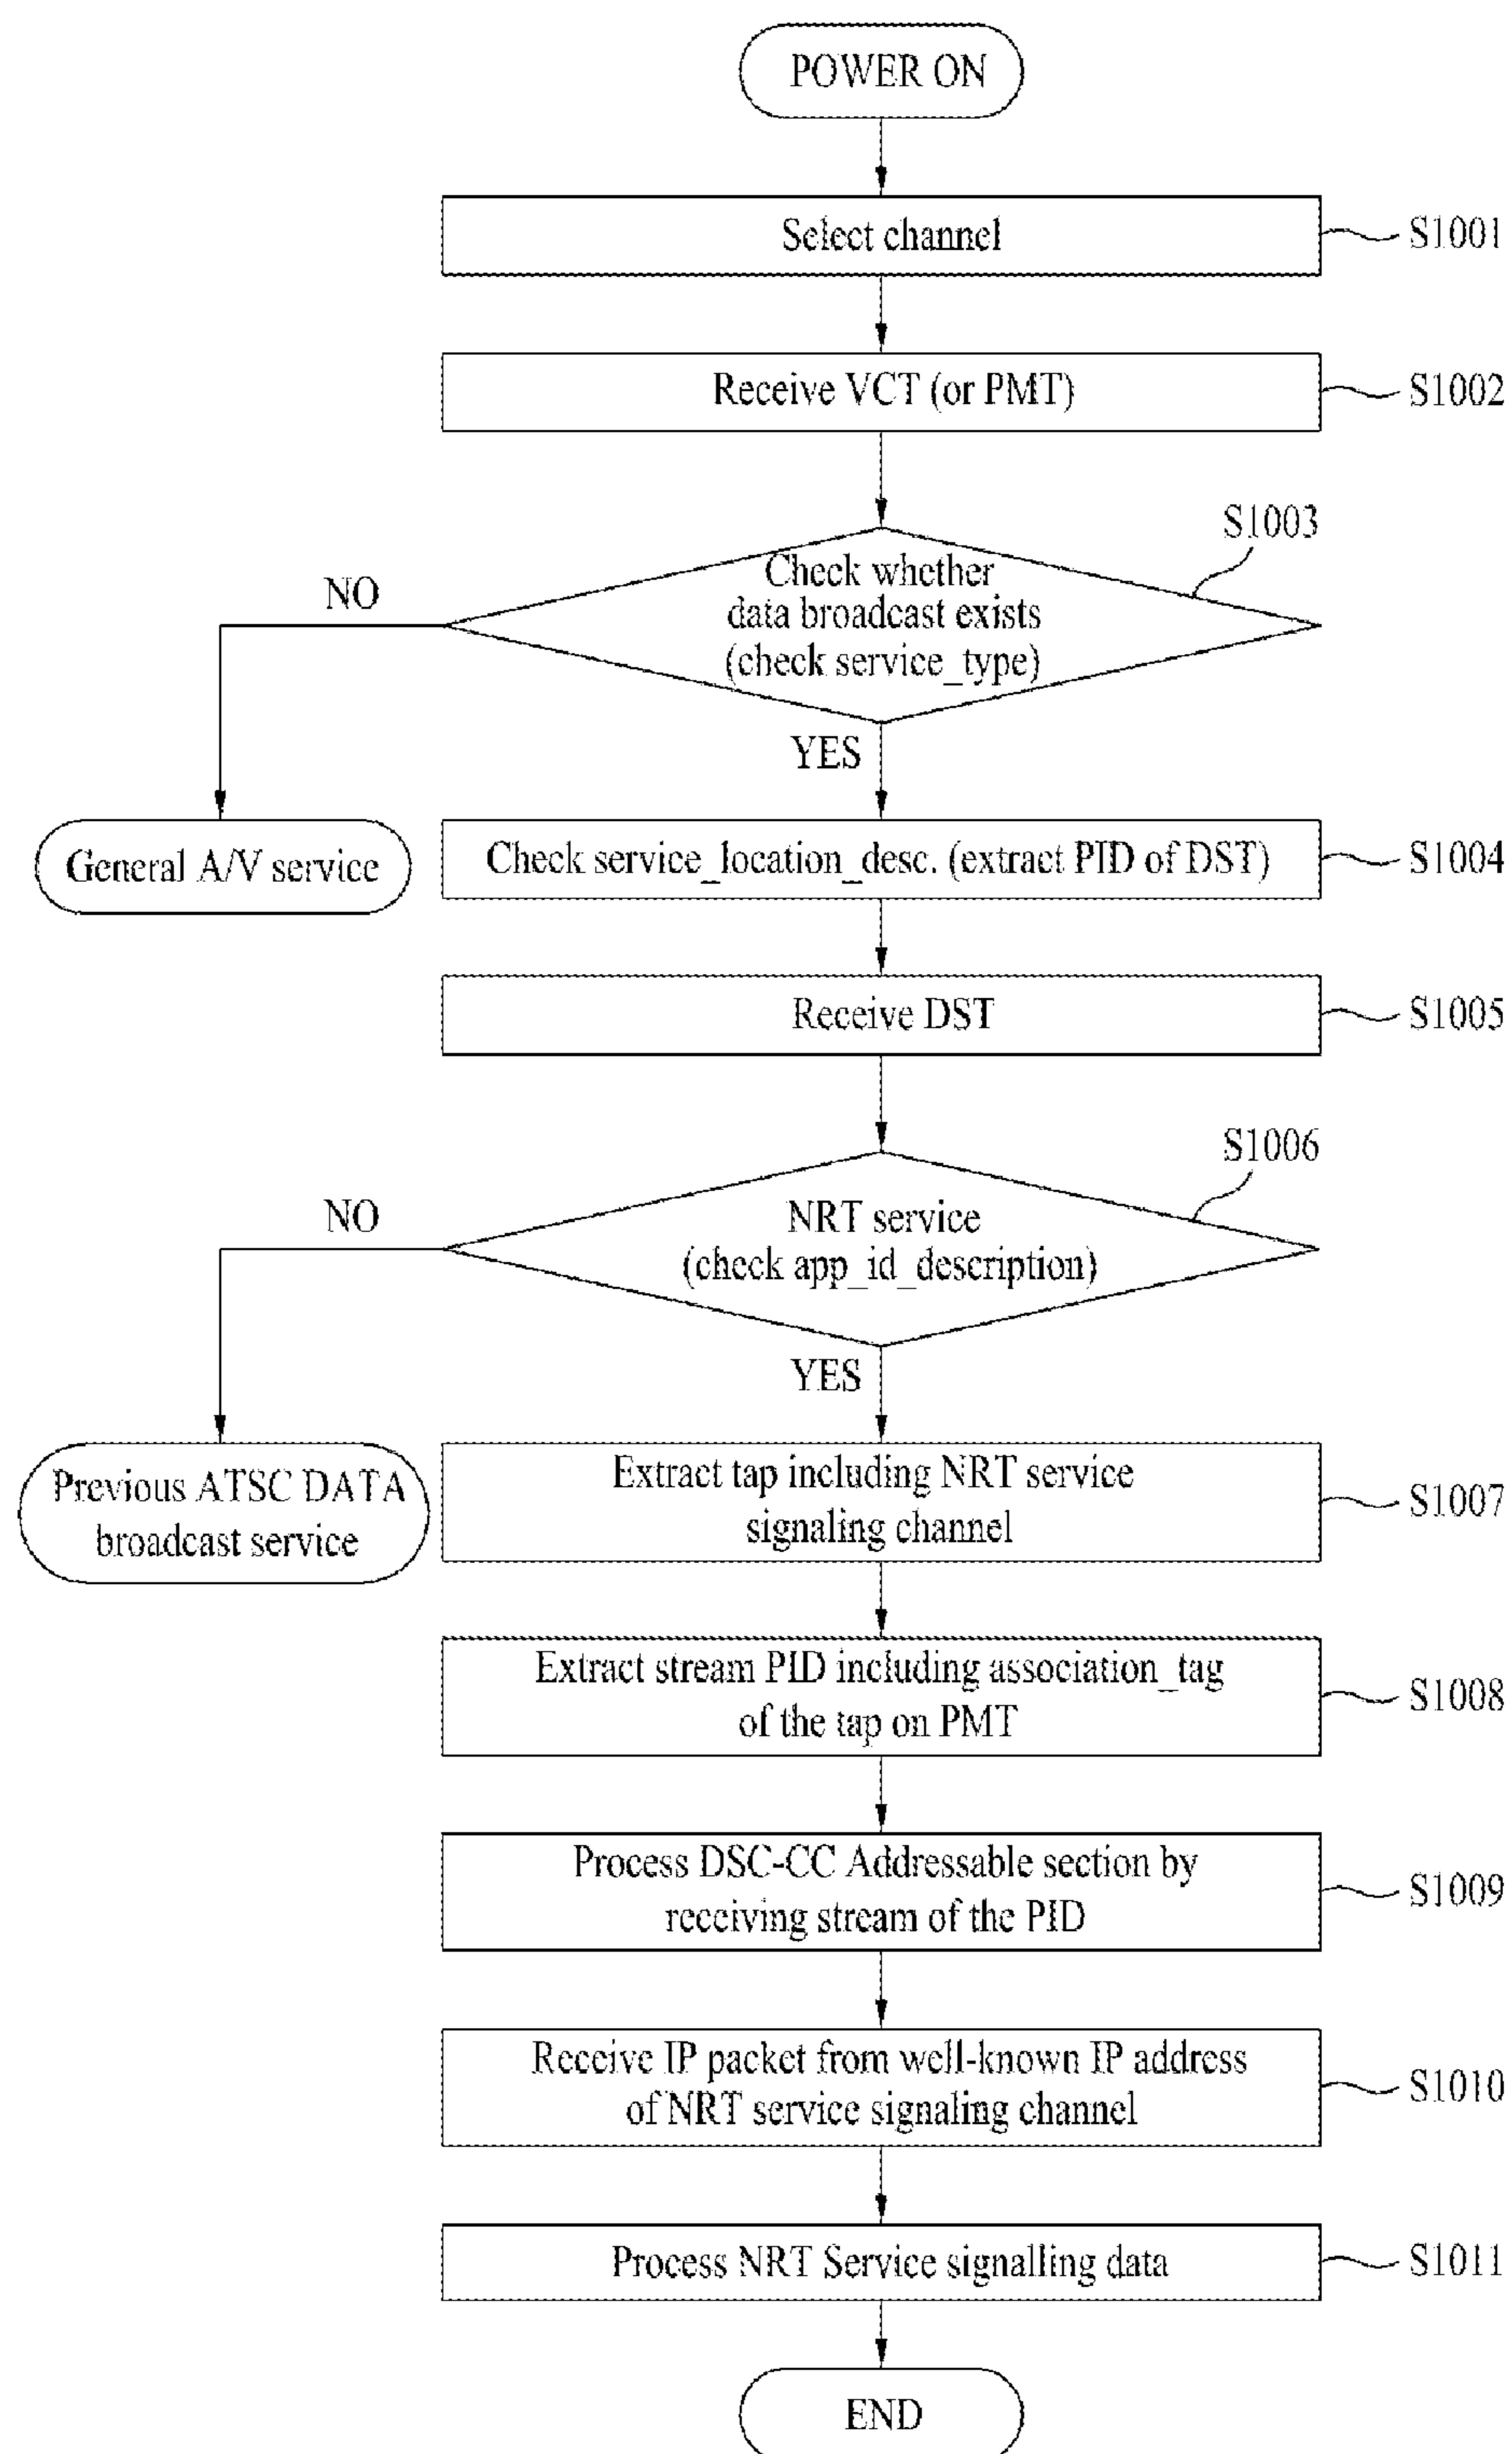 POWER ON
Select channel
S1001
Receive VCT (or PMT)
S1002
S1003
Check whether
data broadcast exists
(check service_type)
NO
YES
General A/V service
Check service_location_desc. (extract PID of DST)
S1004
Receive DST
S1005
S1006
NRT service
(check app_id_description)
NO
YES
Previous ATSC DATA
broadcast service
Extract tap including NRT service
signaling channel
S1007
Extract stream PID including association_tag
of the tap on PMT
S1008
Process DSC-CC Addressable section by
receiving stream of the PID
S1009
Receive IP packet from well-known IP address
of NRT service signaling channel
S1010
Process NRT Service signalling data
S1011
END